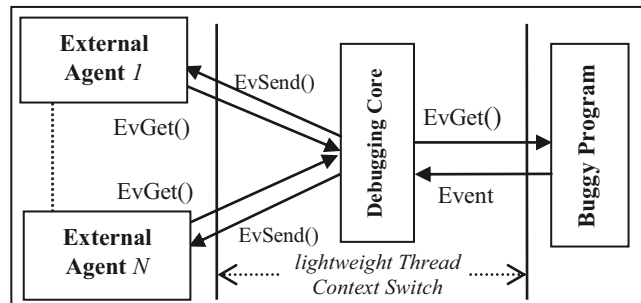 External
Agent 1
EvSend()
EvGet()
Debugging Core
EvGet()
Event
Buggy Program
EvGet()
EvSend()
External
Agent N
lightweight Thread
Context Switch